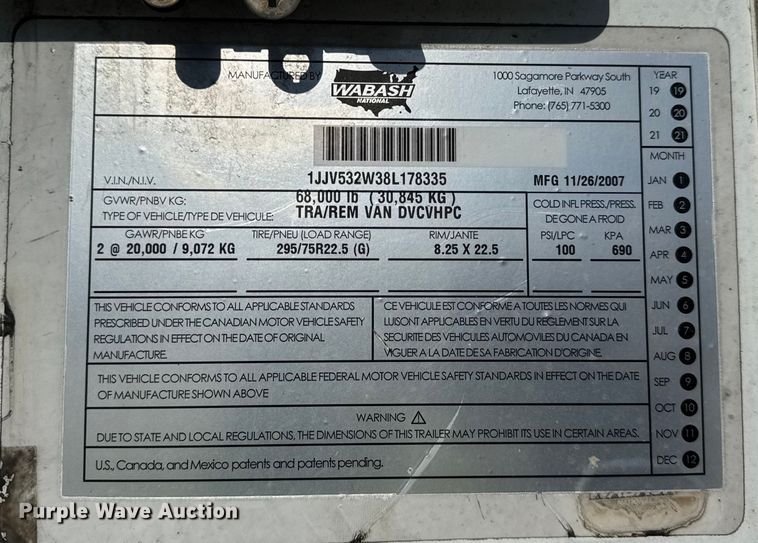 MANUFACTURED BY
WABASH
NATIONAL
1000 Sagamore Parkway South
Lafayette, IN 47905
Phone: (765) 771-5300
V.I.N./N.I.V.
1JJV532W38L178335
MFG 11/26/2007
GVWR/PNBV KG:
68,000 lb (30,845 KG)
TYPE OF VEHICLE/TYPE DE VEHICULE:
TRA/REM VAN DVCVHPC
COLD INFL PRESS./PRESS.
DE GONE A FROID
GAWR/PNBE KG
TIRE/PNEU (LOAD RANGE)
RIM/JANTE
PSI/LPC
KPA
2 @ 20,000 / 9,072 KG
295/75R22.5 (G)
8.25 X 22.5
100
690
THIS VEHICLE CONFORMS TO ALL APPLICABLE STANDARDS
PRESCRIBED UNDER THE CANADIAN MOTOR VEHICLE SAFETY
REGULATIONS IN EFFECT ON THE DATE OF ORIGINAL
MANUFACTURE.
CE VEHICULE EST CONFORME A TOUTES LES NORMES QUI
LUI SONT APPLICABLES EN VERTU DU REGLEMENT SUR LA
SECURITE DES VEHICULES AUTOMOBILES DU CANADA EN
VIGUER A LA DATE DE SA FABRICATION D'ORIGINE.
THIS VEHICLE CONFORMS TO ALL APPLICABLE FEDERAL MOTOR VEHICLE SAFETY STANDARDS IN EFFECT ON THE DATE
OF MANUFACTURE SHOWN ABOVE
WARNING
DUE TO STATE AND LOCAL REGULATIONS, THE DIMENSIONS OF THIS TRAILER MAY PROHIBIT ITS USE IN CERTAIN AREAS.
U.S., Canada, and Mexico patents and patents pending.
YEAR
19 19
20 20
21 21
MONTH
JAN 1
FEB 2
MAR 3
APR 4
MAY 5
JUN 6
JUL 7
AUG 8
SEP 9
OCT 10
NOV 11
DEC 12
Purple Wave Auction